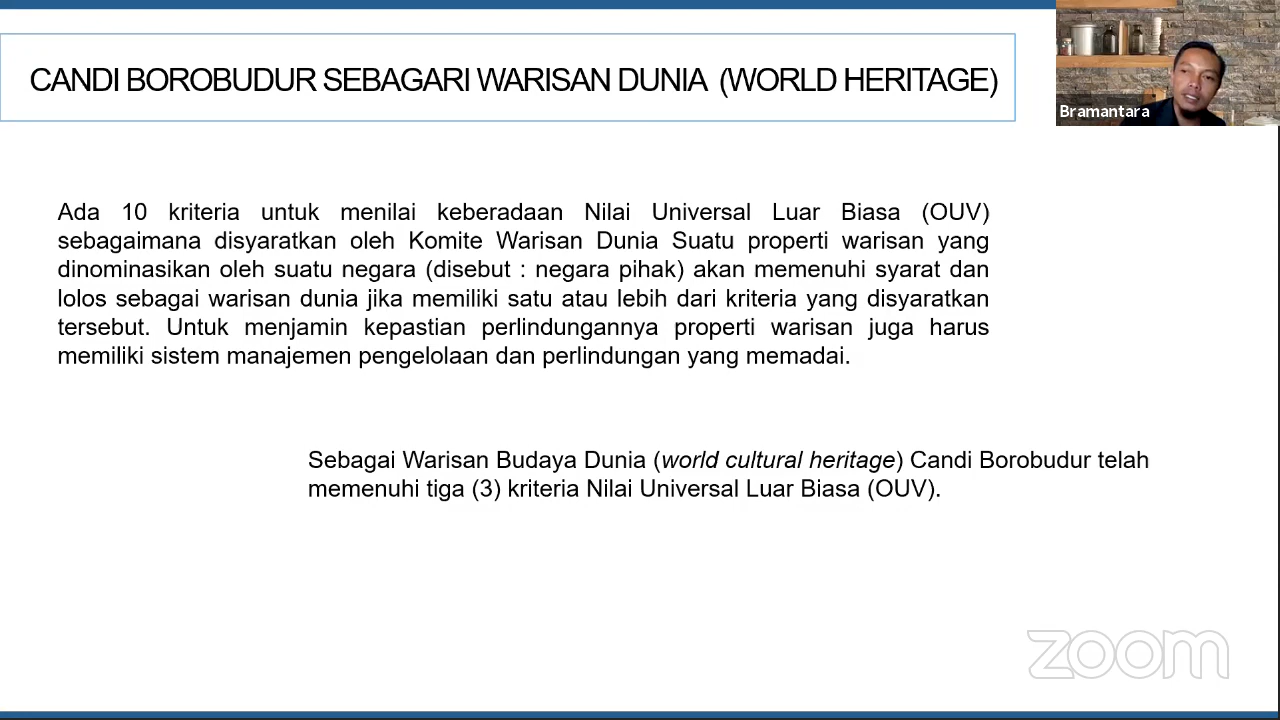 CANDI BOROBUDUR SEBAGARI WARISAN DUNIA (WORLD HERITAGE)
Bramantara
Ada 10 kriteria untuk menilai keberadaan Nilai Universal Luar Biasa (OUV)
sebagaimana disyaratkan oleh Komite Warisan Dunia Suatu properti warisan yang
dinominasikan oleh suatu negara (disebut : negara pihak) akan memenuhi syarat dan
lolos sebagai warisan dunia jika memiliki satu atau lebih dari kriteria yang disyaratkan
tersebut. Untuk menjamin kepastian perlindungannya properti warisan juga harus
memiliki sistem manajemen pengelolaan dan perlindungan yang memadai.
Sebagai Warisan Budaya Dunia (world cultural heritage) Candi Borobudur telah
memenuhi tiga (3) kriteria Nilai Universal Luar Biasa (OUV).
zoom